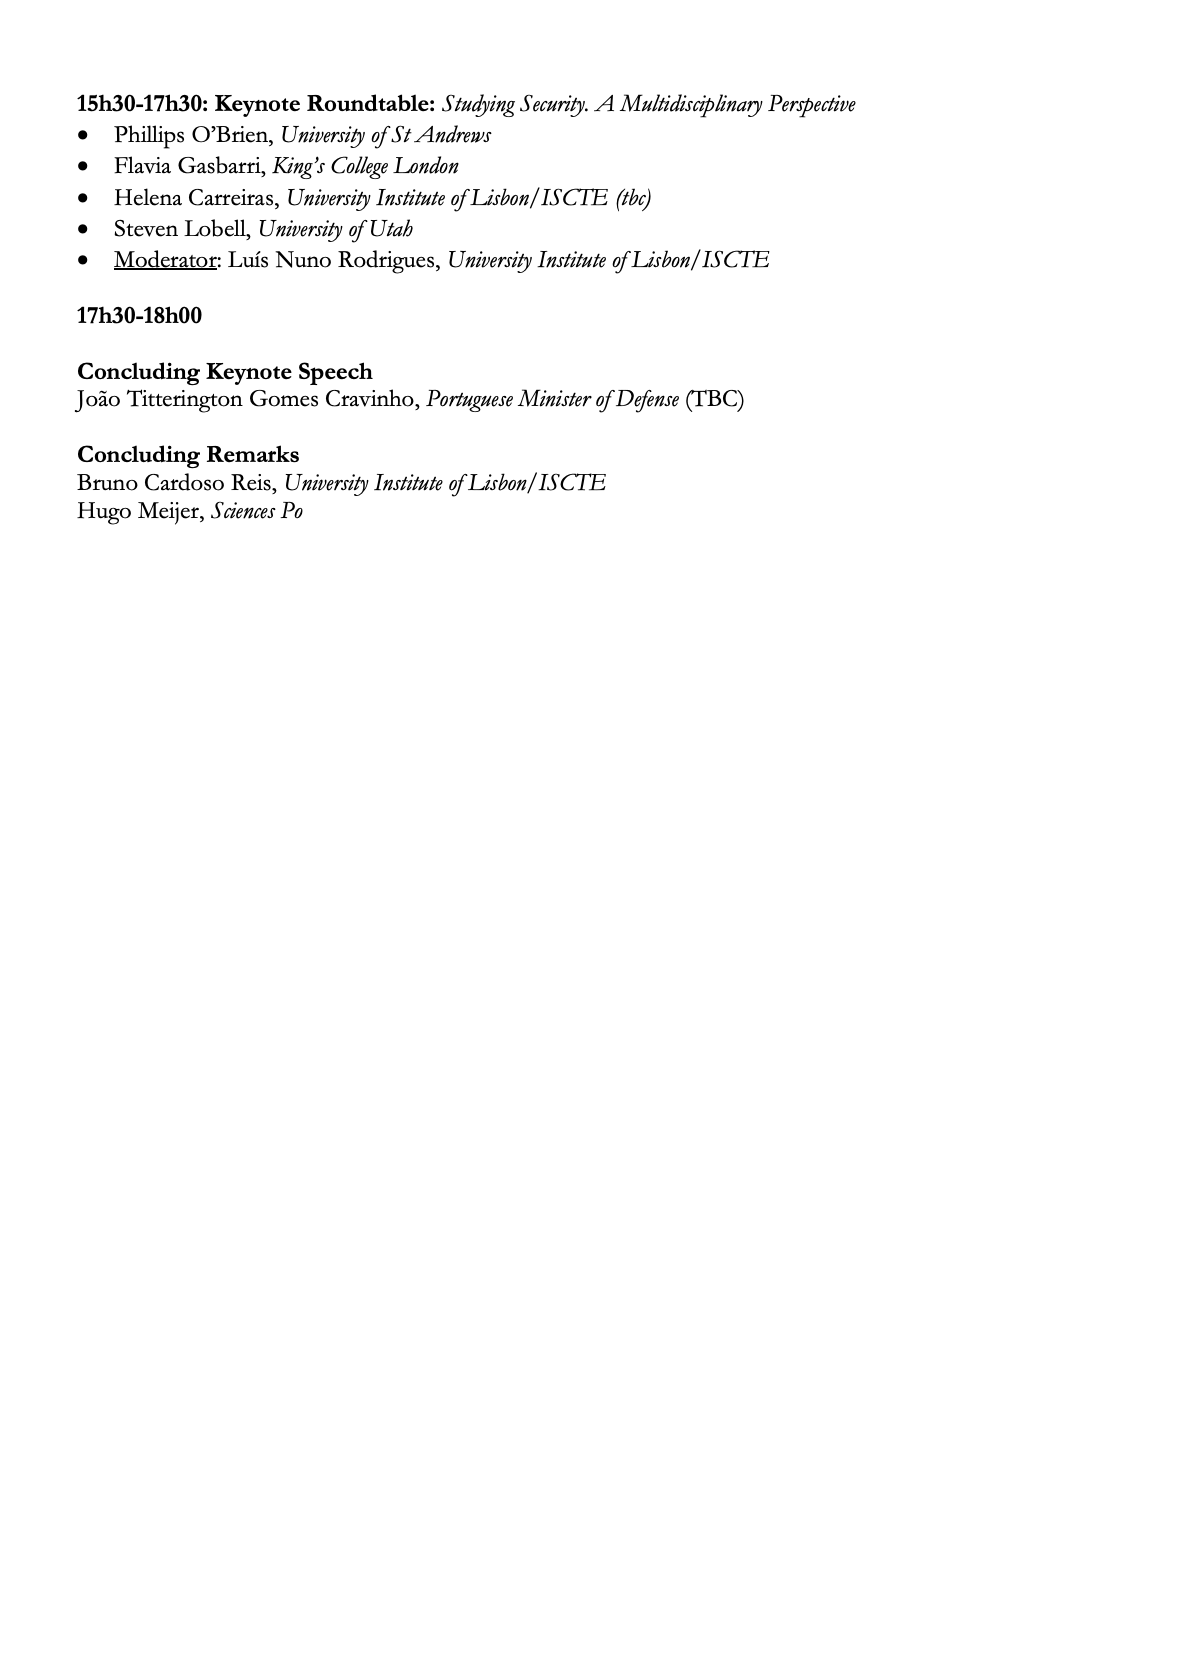 15h30-17h30: Keynote Roundtable: Studying Security. A Multidisciplinary Perspective
• Phillips O’Brien, University of St Andrews
• Flavia Gasbarri, King’s College London
• Helena Carreiras, University Institute of Lisbon/ISCTE (tbc)
• Steven Lobell, University of Utah
• Moderator: Luís Nuno Rodrigues, University Institute of Lisbon/ISCTE
17h30-18h00
Concluding Keynote Speech
João Titterington Gomes Cravinho, Portuguese Minister of Defense (TBC)
Concluding Remarks
Bruno Cardoso Reis, University Institute of Lisbon/ISCTE
Hugo Meijer, Sciences Po